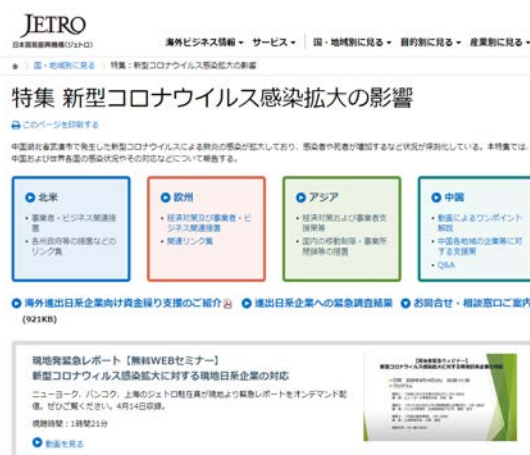 JETRO
日本貿易振興機構(ジェトロ)
海外ビジネス情報 サービス 国・地域別に見る 目的別に見る 産業別に見る
国・地域別に見る 特集：新型コロナウイルス感染拡大の影響
特集 新型コロナウイルス感染拡大の影響
このページを印刷する
中国湖北省武漢市で発生した新型コロナウイルスによる肺炎の感染が拡大しており、感染者や死者が増加するなど状況が深刻化している。本特集では、
中国および世界各国の感染状況やその対応などについて報告する。
北米
・事業者・ビジネス関連措
置
・各州政府等の措置などの
リンク集
欧州
・経済対策及び事業者・ビ
ジネス関連措置
・関連リンク集
アジア
・経済対策および事業者支
援策等
・国内の移動制限・事業所
閉鎖等の措置
中国
・動画によるワンポイント
解説
・中国各地域の企業等に対
する支援策
・Q&A
海外進出日系企業向け資金繰り支援のご紹介 進出日系企業への緊急調査結果 お問合せ・相談窓口ご案内
(921KB)
現地発緊急レポート【無料WEBセミナー】
新型コロナウィルス感染拡大に対する現地日系企業の対応
ニューヨーク、バンコク、上海のジェトロ駐在員が現地より緊急レポートをオンデマンド配
信。ぜひご覧ください。4月14日収録。
視聴時間：1時間21分
動画を見る